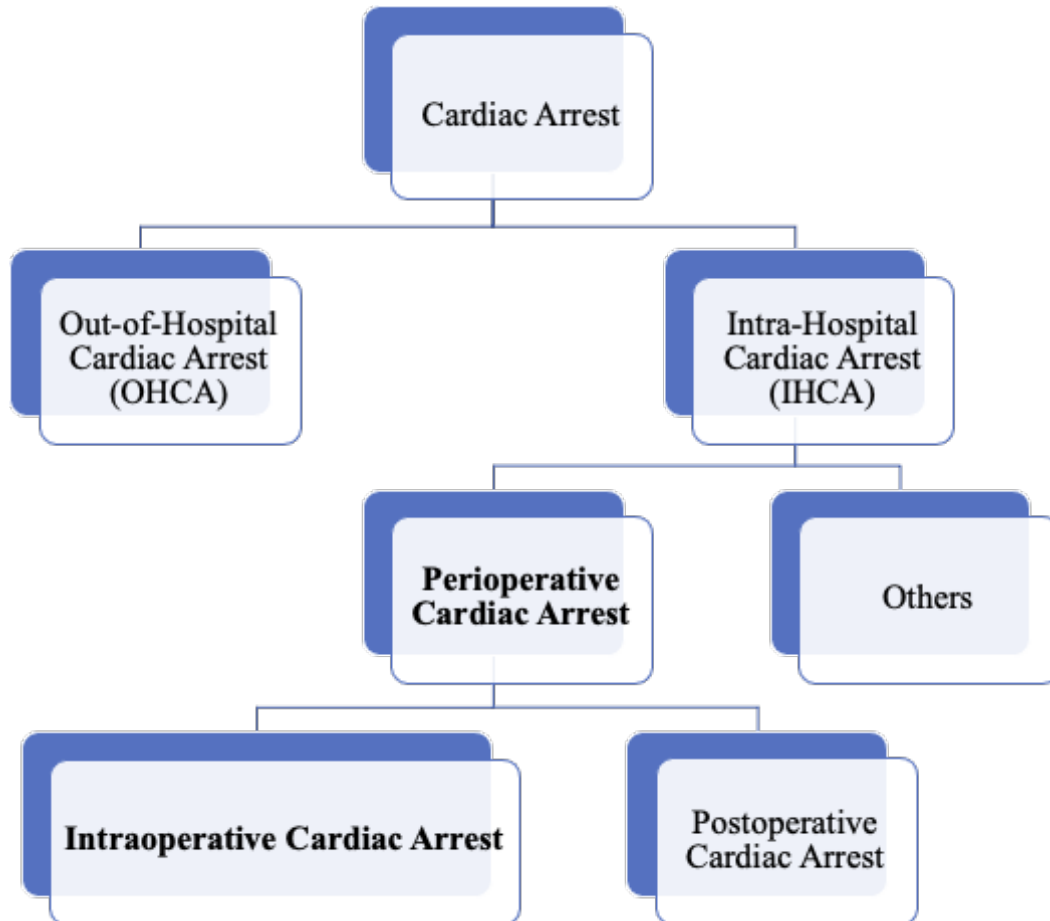 Cardiac Arrest
Out-of-Hospital
Cardiac Arrest
(OHCA)
Intra-Hospital
Cardiac Arrest
(IHCA)
Perioperative
Cardiac Arrest
Others
Intraoperative Cardiac Arrest
Postoperative
Cardiac Arrest